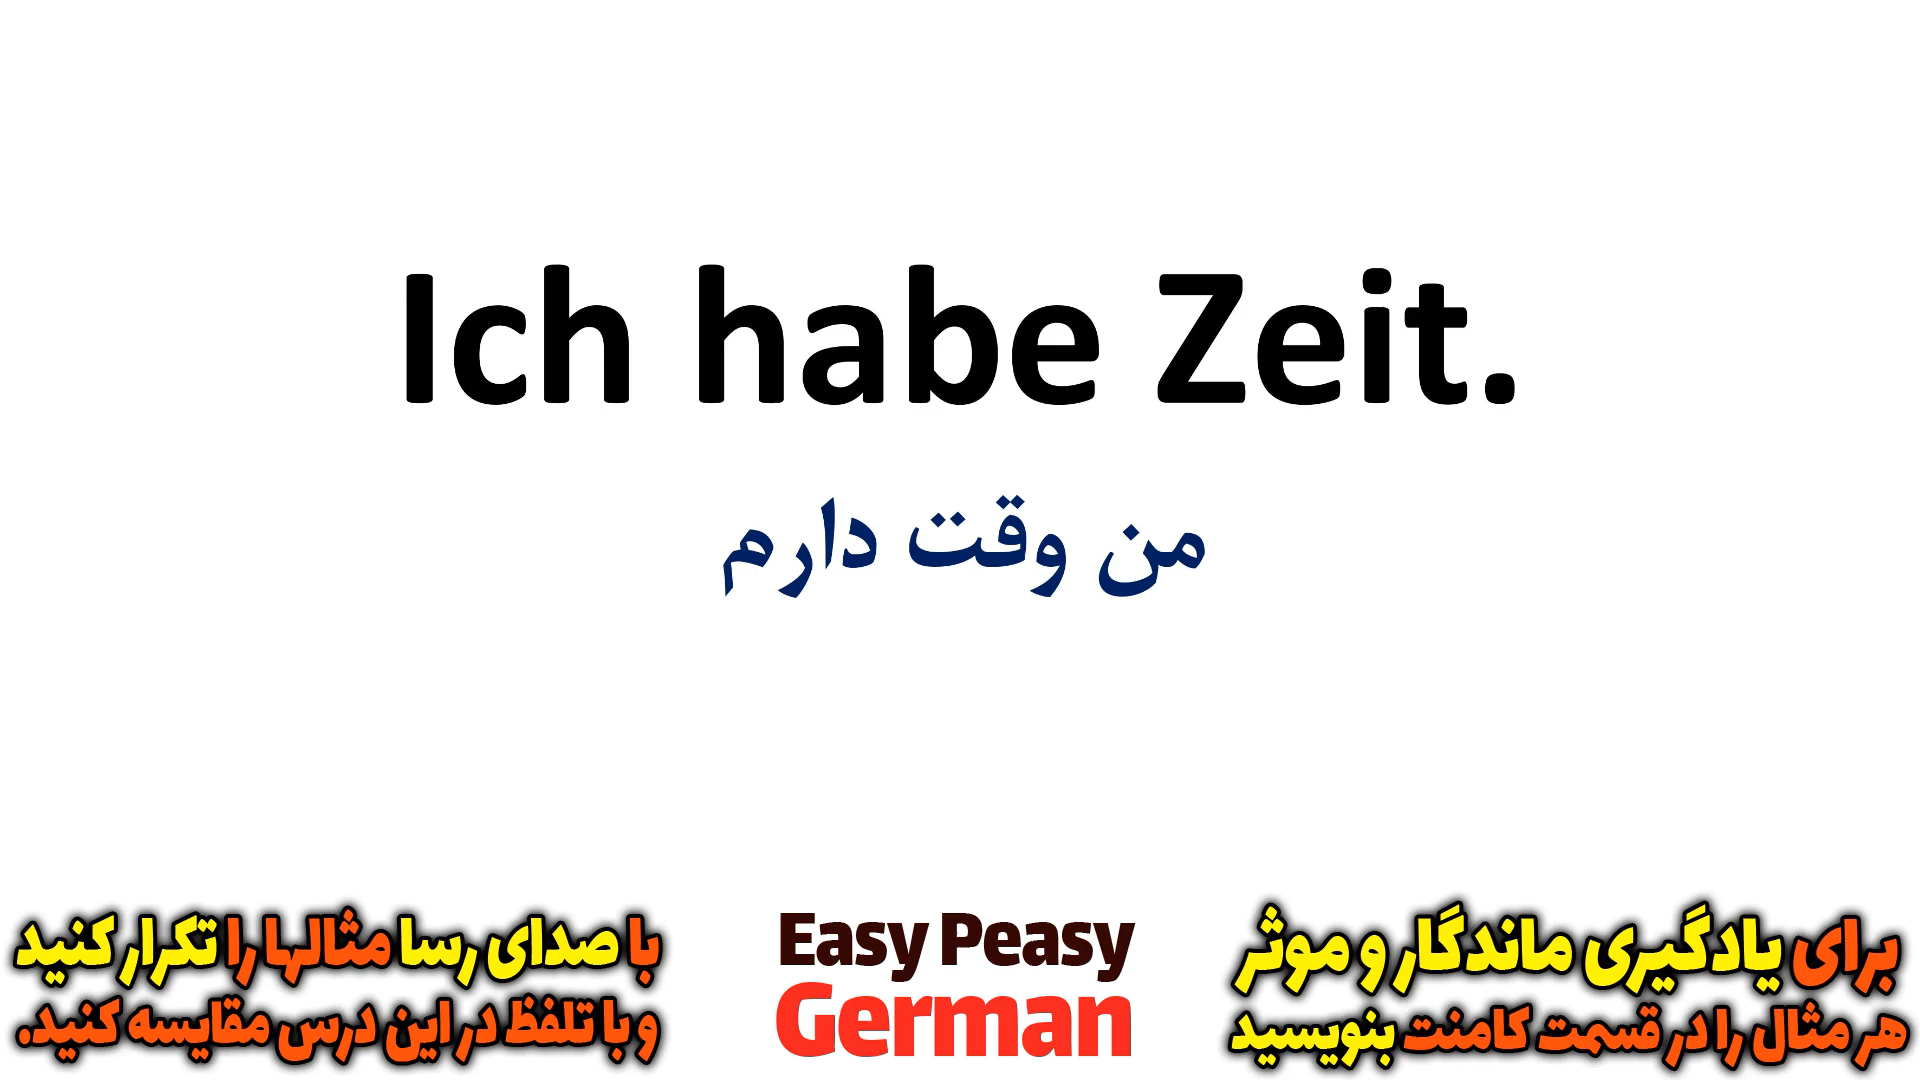 Ich habe Zeit.
من وقت دارم
با صدای رسا مثالها را تکرار کنید
و با تلفظ در این درس مقایسه کنید.
Easy Peasy
German
برای یادگیری ماندگار و موثر
هر مثال را در قسمت کامنت بنویسید